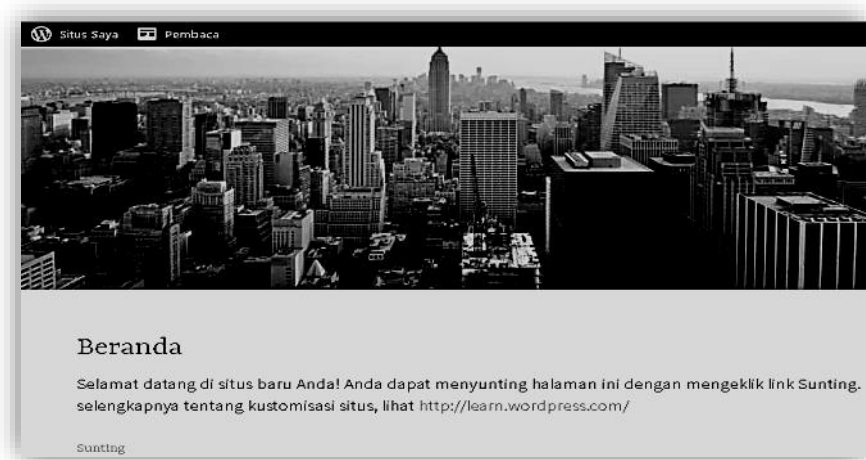 Situs Saya Pembaca
Beranda
Selamat datang di situs baru Anda! Anda dapat menyunting halaman ini dengan mengeklik link Sunting.
selengkapnya tentang kustomisasi situs, lihat http://learn.wordpress.com/
Sunting